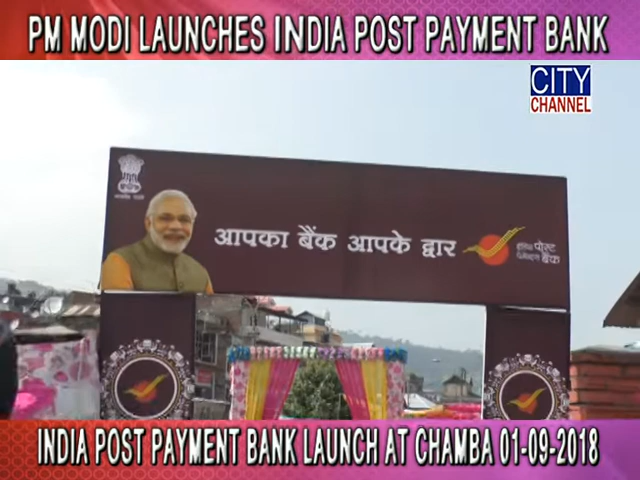 PM MODI LAUNCHES INDIA POST PAYMENT BANK
CITY
CHANNEL
आपका बैंक आपके द्वार
इंडिया पोस्ट
पेमेन्ट्स बैंक
INDIA POST PAYMENT BANK LAUNCH AT CHAMBA 01-09-2018